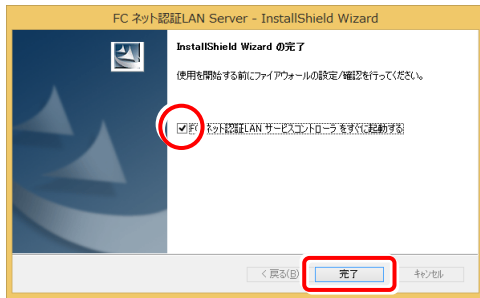 FC ネット認証LAN Server - InstallShield Wizard
InstallShield Wizard の完了
使用を開始する前にファイアウォールの設定/確認を行ってください。
FC ネット認証LAN サービスコントローラ をすぐに起動する
< 戻る(B)
完了
キャンセル